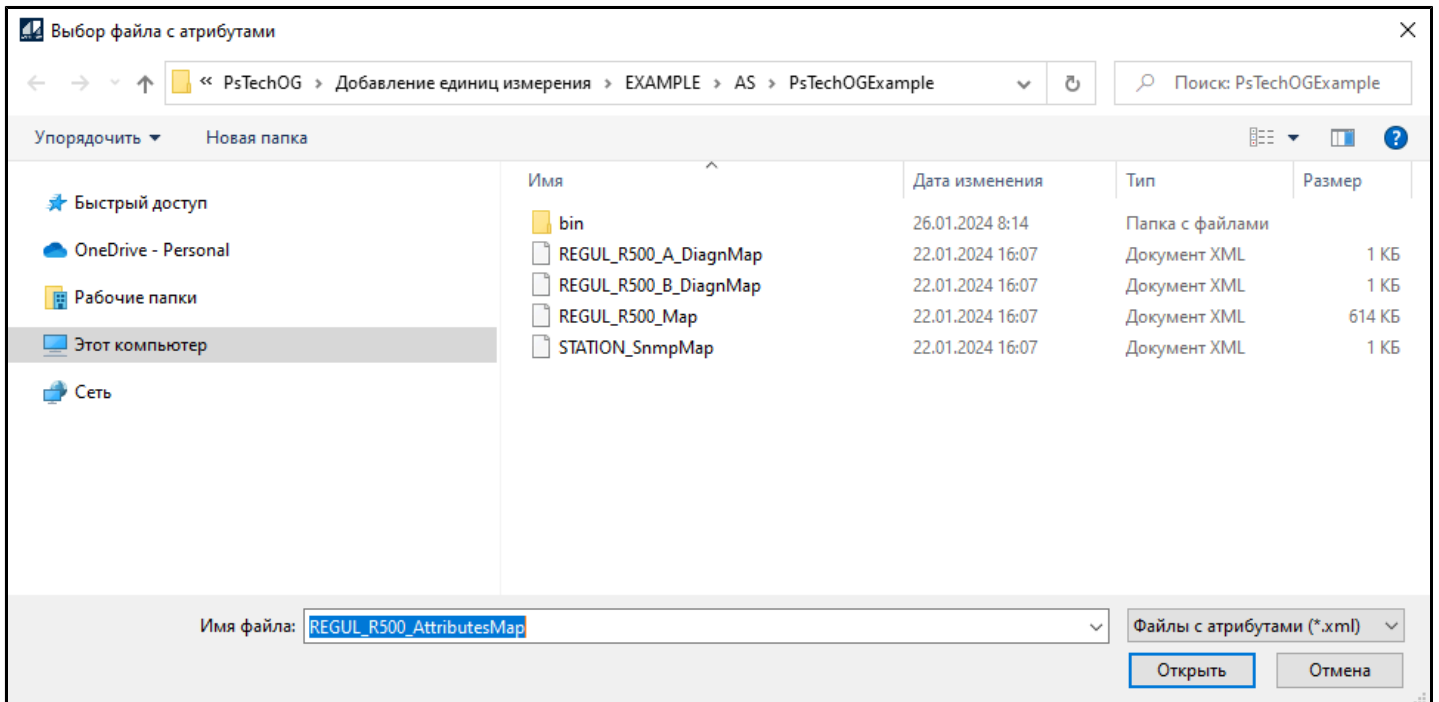 Выбор файла с атрибутами
« PsTechOG > Добавление единиц измерения > EXAMPLE > AS > PsTechOGExample
Поиск: PsTechOGExample
Упорядочить Новая папка
Быстрый доступ
OneDrive - Personal
Рабочие папки
Этот компьютер
Сеть
Имя Дата изменения Тип Размер
bin 26.01.2024 8:14 Папка с файлами
REGUL_R500_A_DiagnMap 22.01.2024 16:07 Документ XML 1 КБ
REGUL_R500_B_DiagnMap 22.01.2024 16:07 Документ XML 1 КБ
REGUL_R500_Map 22.01.2024 16:07 Документ XML 614 КБ
STATION_SnmpMap 22.01.2024 16:07 Документ XML 1 КБ
Имя файла: REGUL_R500_AttributesMap Файлы с атрибутами (*.xml)
Открыть Отмена